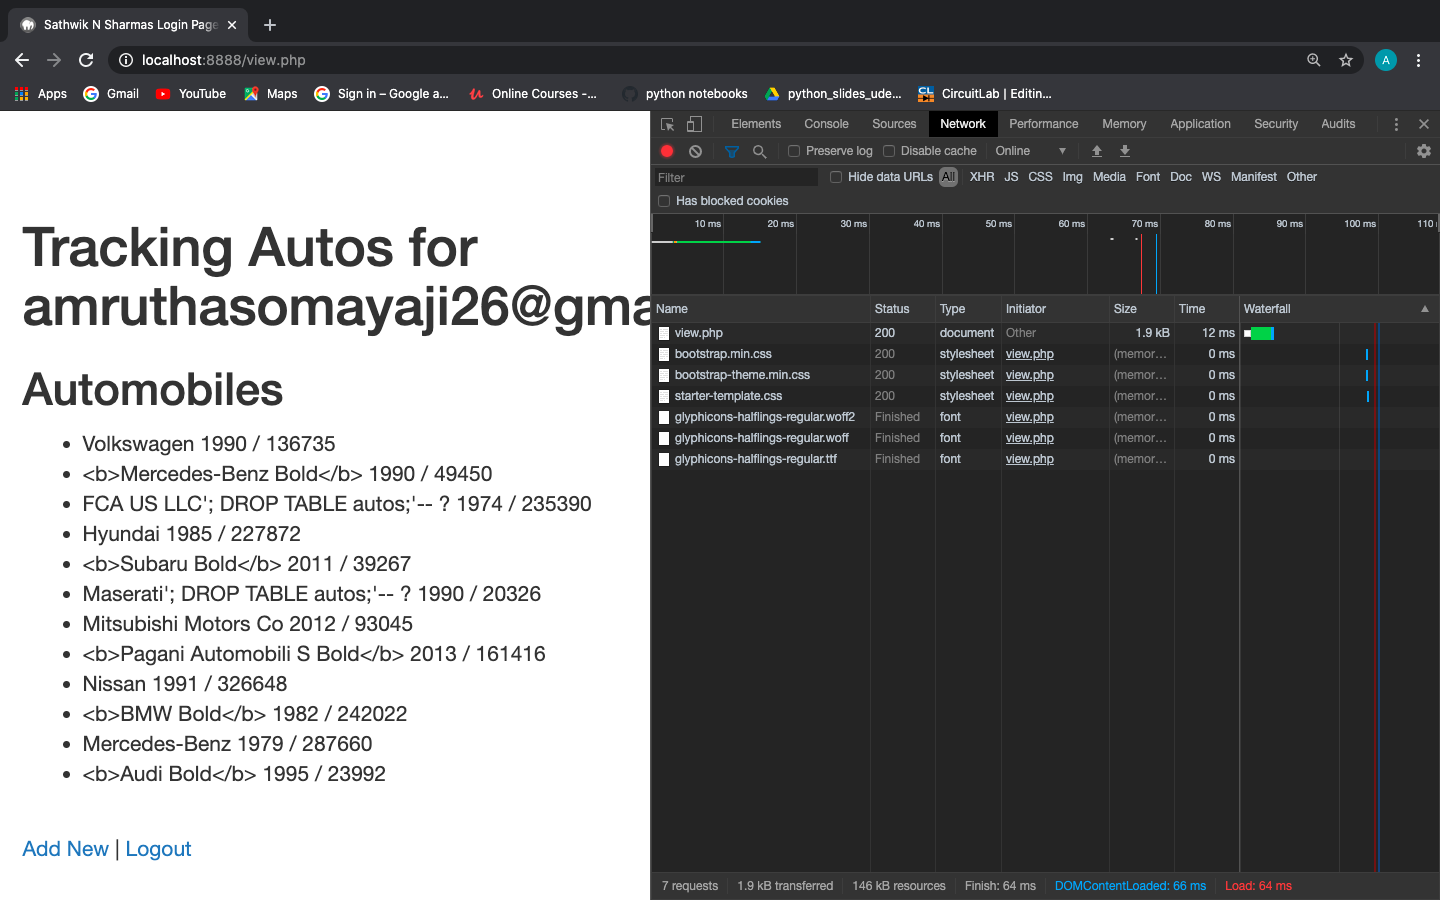 Sathwik N Sharmas Login Page
localhost:8888/view.php
A
Apps Gmail YouTube Maps Sign in – Google a... Online Courses -... python notebooks python_slides_ude... CircuitLab | Editin...
Tracking Autos for
amruthasomayaji26@gma
Automobiles
Volkswagen 1990 / 136735
<b>Mercedes-Benz Bold</b> 1990 / 49450
FCA US LLC'; DROP TABLE autos;'-- ? 1974 / 235390
Hyundai 1985 / 227872
<b>Subaru Bold</b> 2011 / 39267
Maserati'; DROP TABLE autos;'-- ? 1990 / 20326
Mitsubishi Motors Co 2012 / 93045
<b>Pagani Automobili S Bold</b> 2013 / 161416
Nissan 1991 / 326648
<b>BMW Bold</b> 1982 / 242022
Mercedes-Benz 1979 / 287660
<b>Audi Bold</b> 1995 / 23992
Add New | Logout
Elements Console Sources Network Performance Memory Application Security Audits
Preserve log Disable cache Online
Filter Hide data URLs All XHR JS CSS Img Media Font Doc WS Manifest Other
Has blocked cookies
10 ms 20 ms 30 ms 40 ms 50 ms 60 ms 70 ms 80 ms 90 ms 100 ms 110
Name Status Type Initiator Size Time Waterfall
view.php 200 document Other 1.9 kB 12 ms
bootstrap.min.css 200 stylesheet view.php (memor... 0 ms
bootstrap-theme.min.css 200 stylesheet view.php (memor... 0 ms
starter-template.css 200 stylesheet view.php (memor... 0 ms
glyphicons-halflings-regular.woff2 Finished font view.php (memor... 0 ms
glyphicons-halflings-regular.woff Finished font view.php (memor... 0 ms
glyphicons-halflings-regular.ttf Finished font view.php (memor... 0 ms
7 requests 1.9 kB transferred 146 kB resources Finish: 64 ms DOMContentLoaded: 66 ms Load: 64 ms